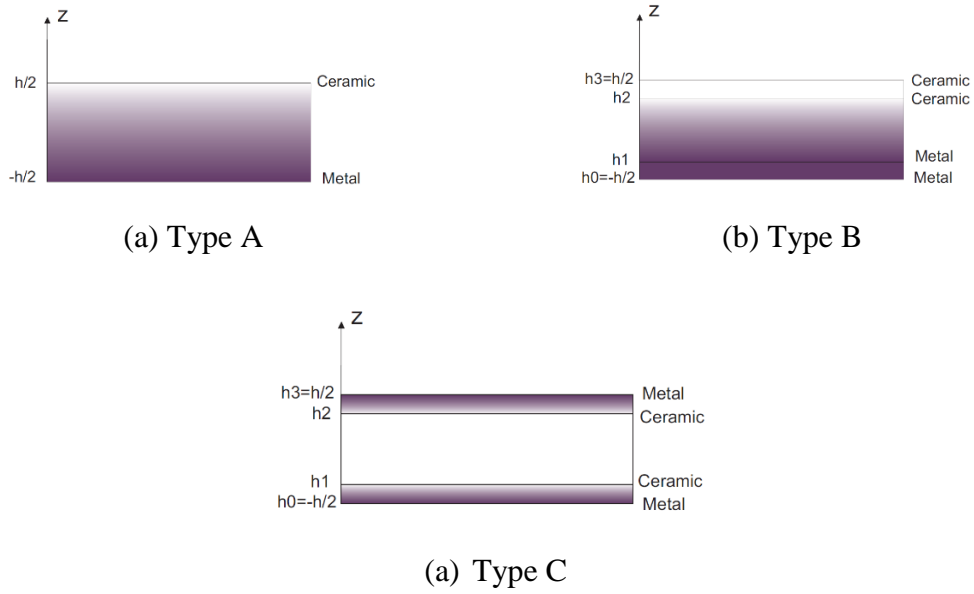 z
h/2
Ceramic
-h/2
Metal
(a) Type A
z
h3=h/2
Ceramic
h2
Ceramic
h1
Metal
h0=-h/2
Metal
(b) Type B
z
h3=h/2
Metal
h2
Ceramic
h1
Ceramic
h0=-h/2
Metal
(a) Type C